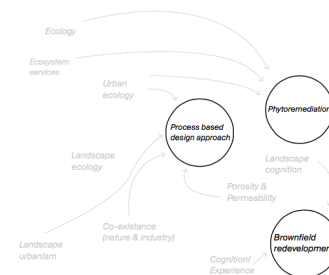 Ecology
Ecosystem
services
Urban
ecology
Phytoremediation
Process based
design approach
Landscape
ecology
Landscape
cognition
Porosity &
Permeability
Co-existance
(nature & industry)
Landscape
urbanism
Brownfield
redevelopmen
Cognition/
Experience